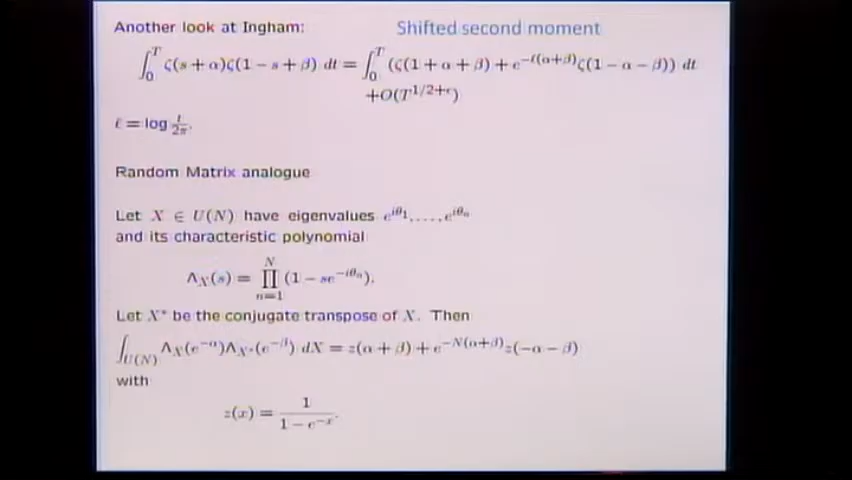 Another look at Ingham: Shifted second moment
∫_0^T ζ(s + α)ζ(1 − s + β) dt = ∫_0^T (ζ(1 + α + β) + e^{−ℓ(α+β)}ζ(1 − α − β)) dt
+O(T^{1/2+ε})
ℓ = log t/2π.
Random Matrix analogue
Let X ∈ U(N) have eigenvalues e^{iθ_1}, . . . , e^{iθ_n}
and its characteristic polynomial
Λ_X(s) = ∏_{n=1}^N (1 − se^{−iθ_n}).
Let X* be the conjugate transpose of X. Then
∫_{U(N)} Λ_X(e^{−α})Λ_{X*}(e^{−β}) dX = z(α + β) + e^{−N(α+β)}z(−α − β)
with
z(x) = 1/(1 − e^{−x}).